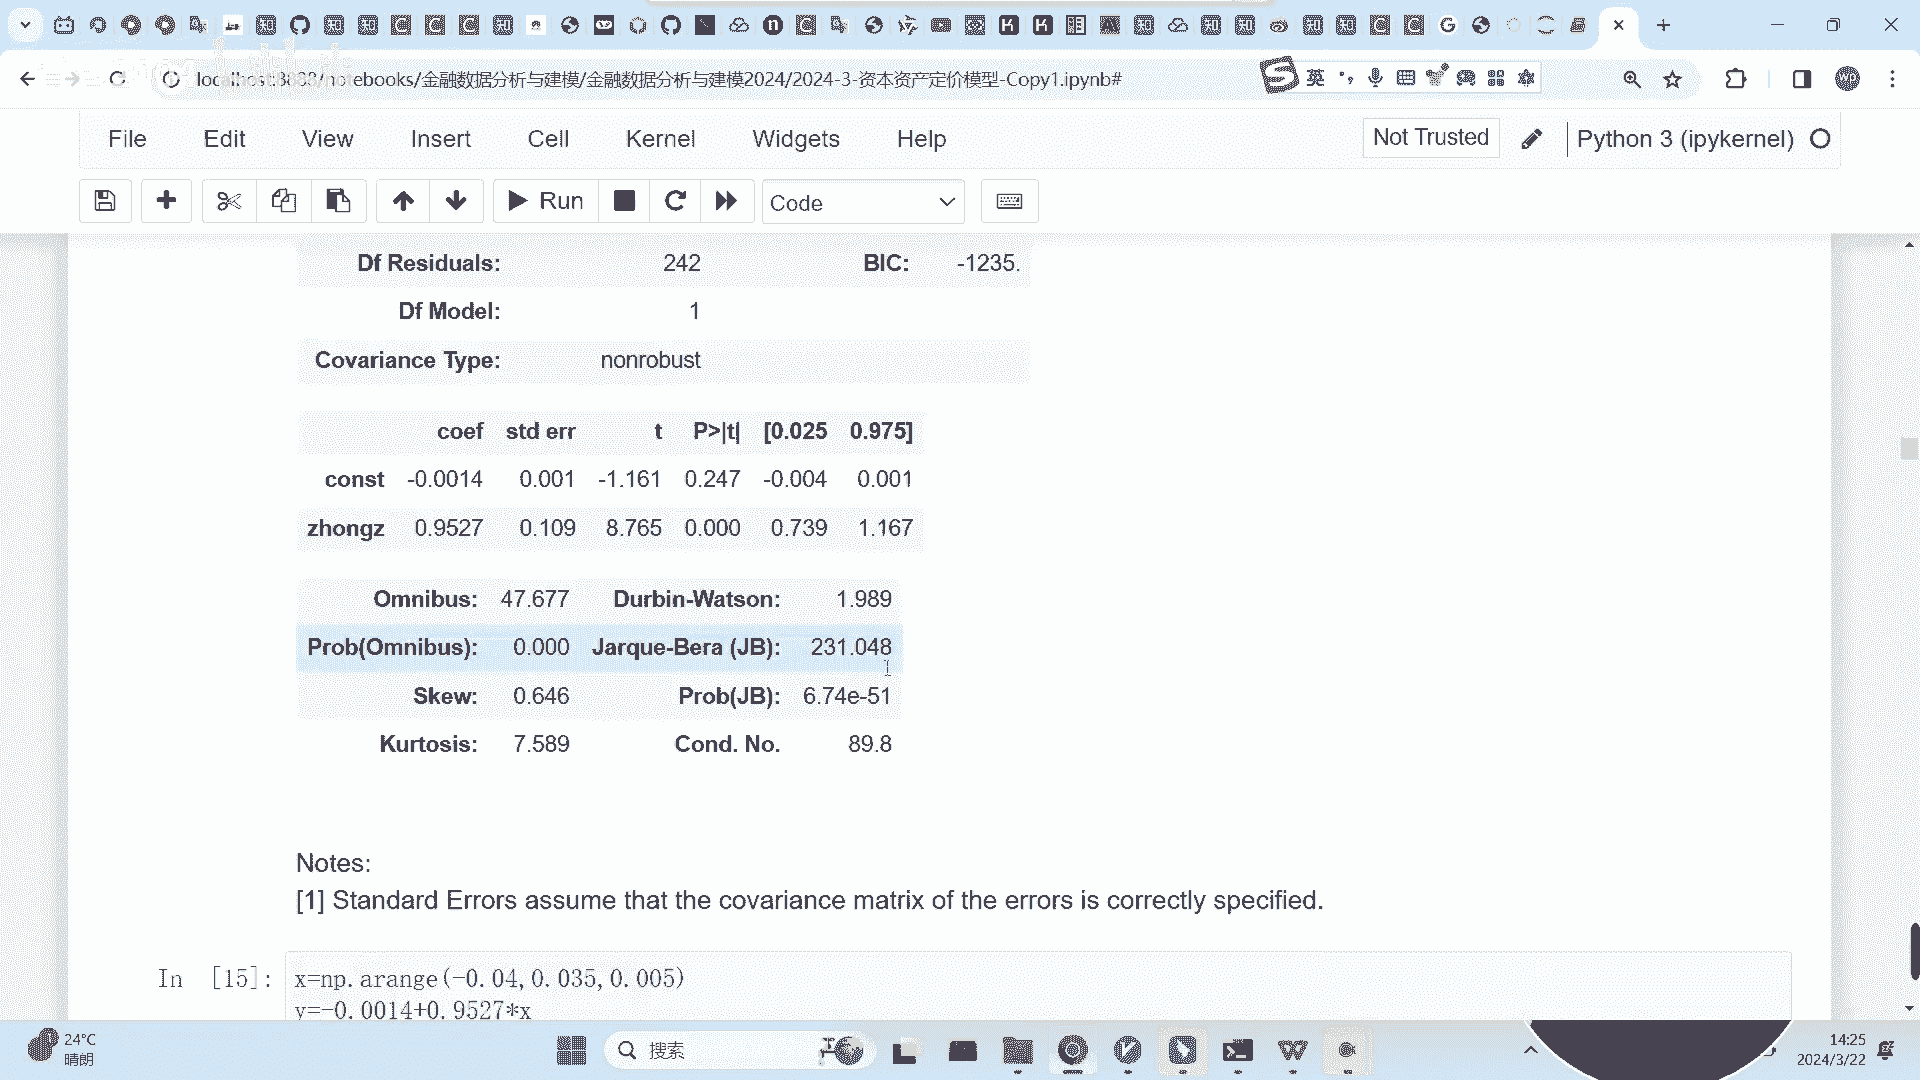 localhost:8888/notebooks/金融数据分析与建模/金融数据分析与建模2024/2024-3-资本资产定价模型-Copy1.ipynb#
英
File Edit View Insert Cell Kernel Widgets Help Not Trusted Python 3 (ipykernel)
Run Code
Df Residuals: 242 BIC: -1235.
Df Model: 1
Covariance Type: nonrobust
coef std err t P>|t| [0.025 0.975]
const -0.0014 0.001 -1.161 0.247 -0.004 0.001
zhongz 0.9527 0.109 8.765 0.000 0.739 1.167
Omnibus: 47.677 Durbin-Watson: 1.989
Prob(Omnibus): 0.000 Jarque-Bera (JB): 231.048
Skew: 0.646 Prob(JB): 6.74e-51
Kurtosis: 7.589 Cond. No. 89.8
Notes:
[1] Standard Errors assume that the covariance matrix of the errors is correctly specified.
In [15]: x=np.arange(-0.04,0.035,0.005)
y=-0.0014+0.9527*x
24°C
晴朗
搜索
14:25
2024/3/22